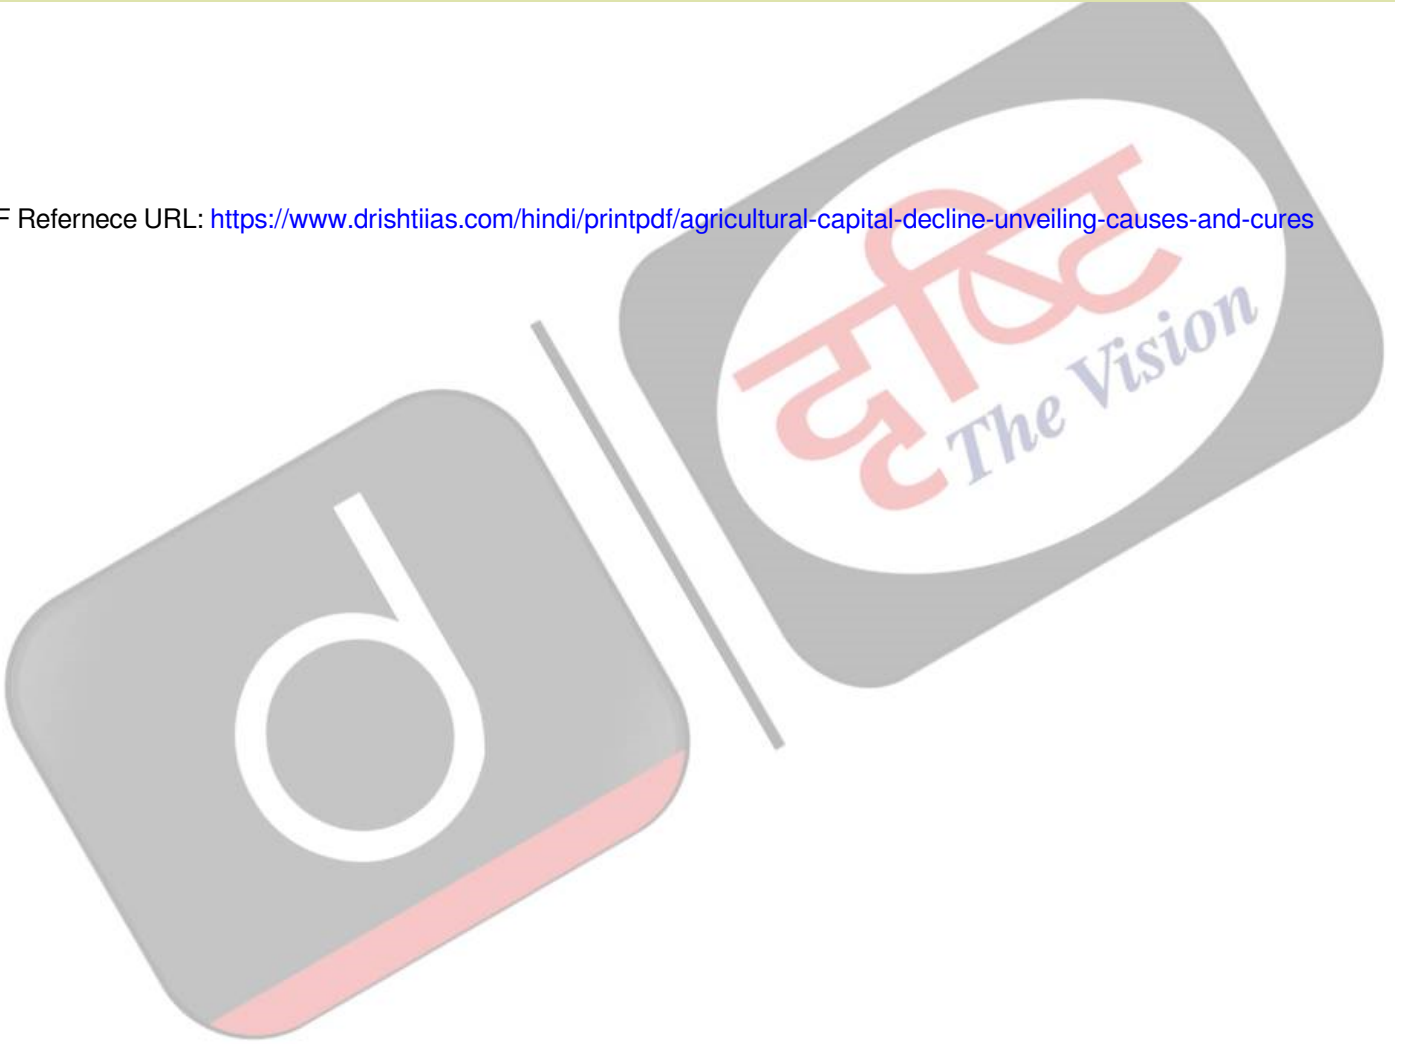 F Refernece URL: https://www.drishtiias.com/hindi/printpdf/agricultural-capital-decline-unveiling-causes-and-cures
दृष्टि
The Vision
d